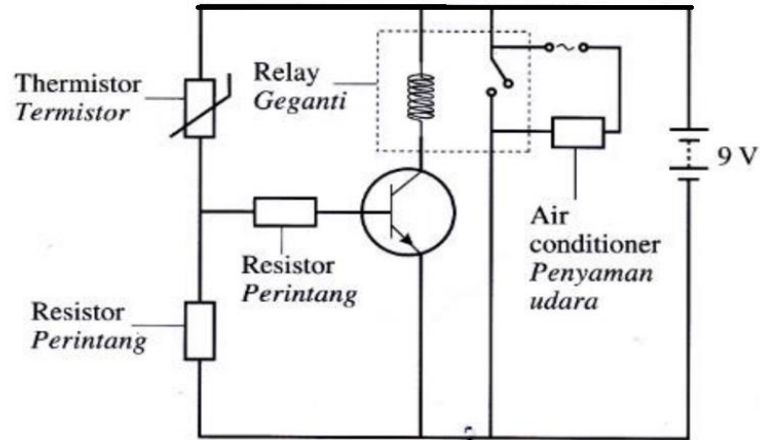 Thermistor
Termistor
Relay
Geganti
9 V
Resistor
Perintang
Air
conditioner
Penyaman
udara
Resistor
Perintang